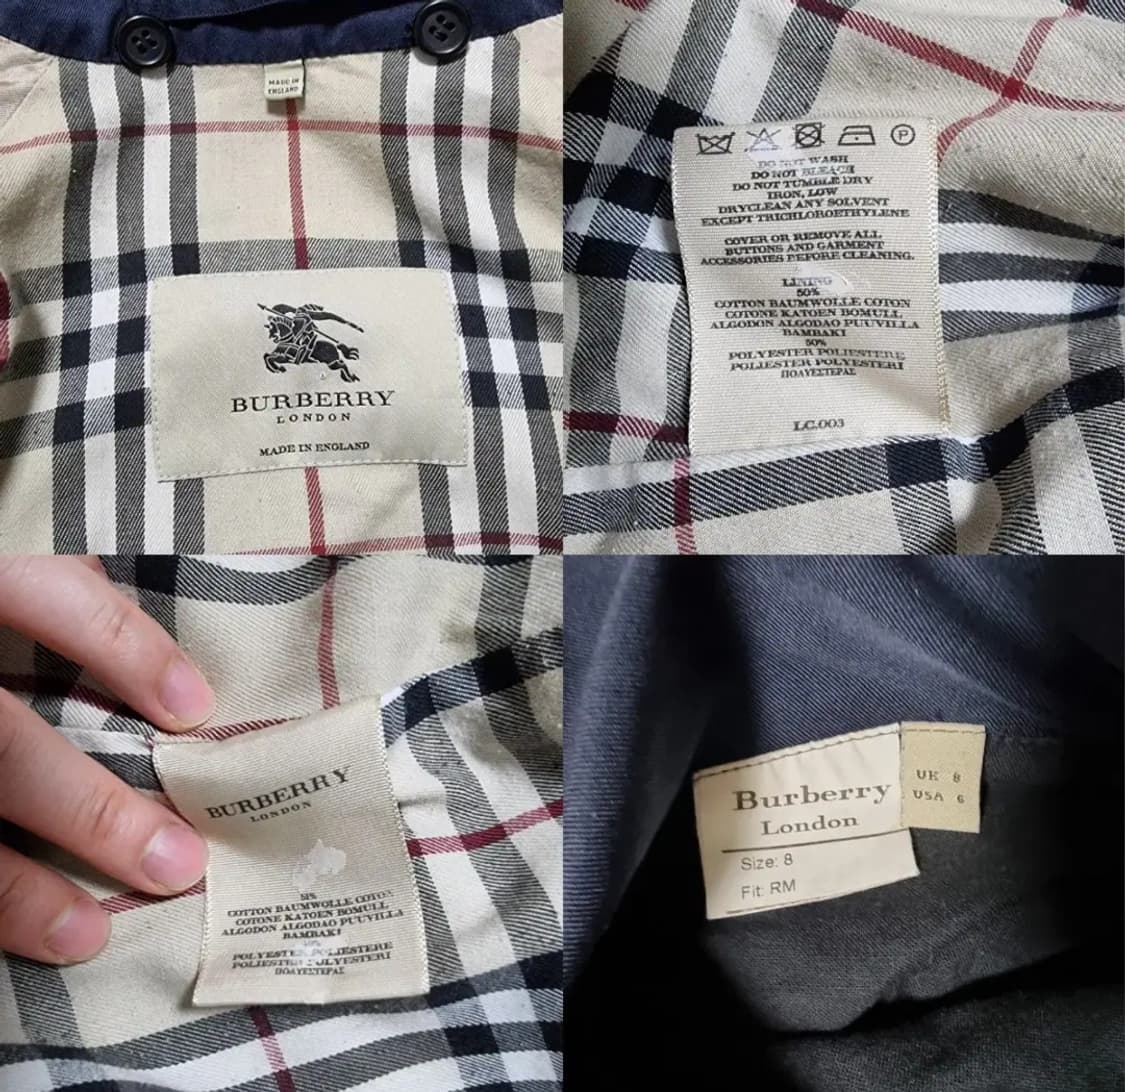 MADE IN
ENGLAND
BURBERRY
LONDON
MADE IN ENGLAND
P
DO NOT WASH
DO NOT BLEACH
DO NOT TUMBLE DRY
IRON, LOW
DRYCLEAN ANY SOLVENT
EXCEPT TRICHLOROETHYLENE
COVER OR REMOVE ALL
BUTTONS AND GARMENT
ACCESSORIES BEFORE CLEANING.
LINING
50%
COTTON BAUMWOLLE COTON
COTONE KATOEN BOMULL
ALGODON ALGODAO PUUVILLA
BAMBAKI
50%
POLYESTER POLIESTERE
POLIESTER POLYESTERI
ΠΟΛΥΕΣΤΕΡΑΣ
LC.003
BURBERRY
LONDON
COTTON BAUMWOLLE COTON
COTONE KATOEN BOMULL
ALGODON ALGODAO PUUVILLA
BAMBAKI
POLYESTER POLIESTERE
POLIESTER POLYESTERI
ΠΟΛΥΕΣΤΕΡΑΣ
Burberry
London
UK 8
USA 6
Size: 8
Fit: RM